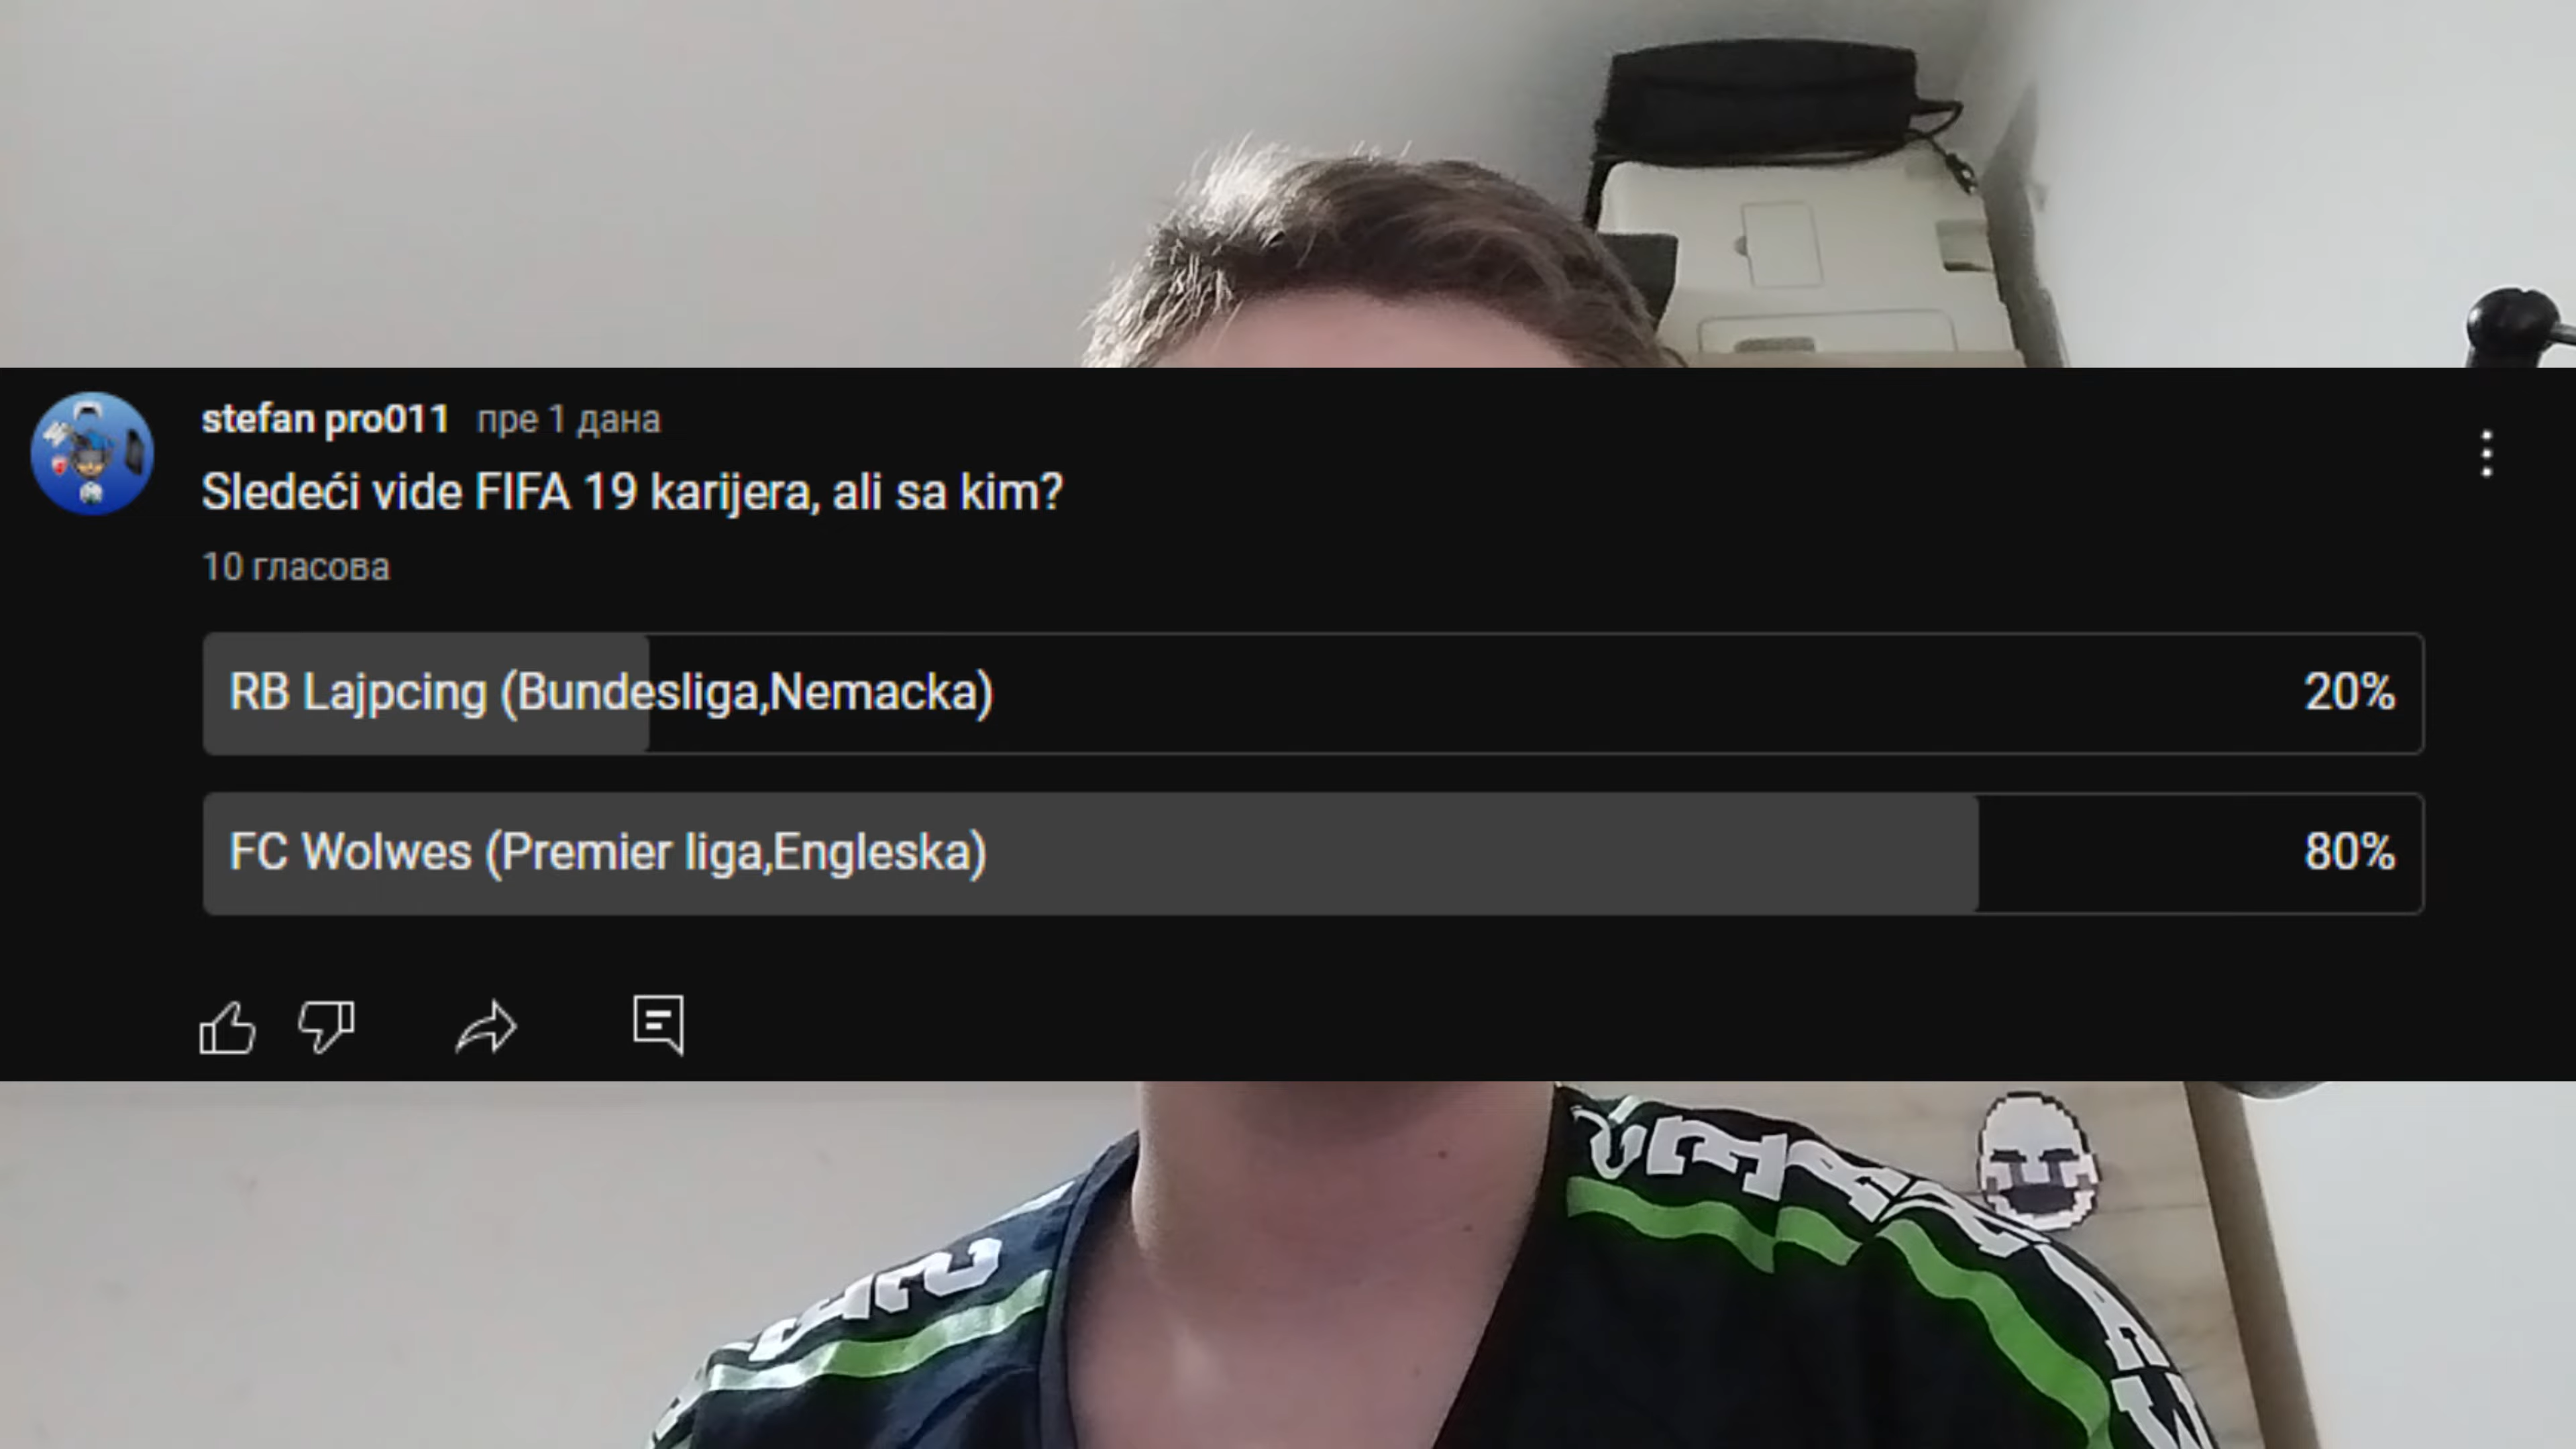 stefan pro011 пре 1 дана
Sledeći vide FIFA 19 karijera, ali sa kim?
10 гласова
RB Lajpcing (Bundesliga,Nemacka) 20%
FC Wolwes (Premier liga,Engleska) 80%